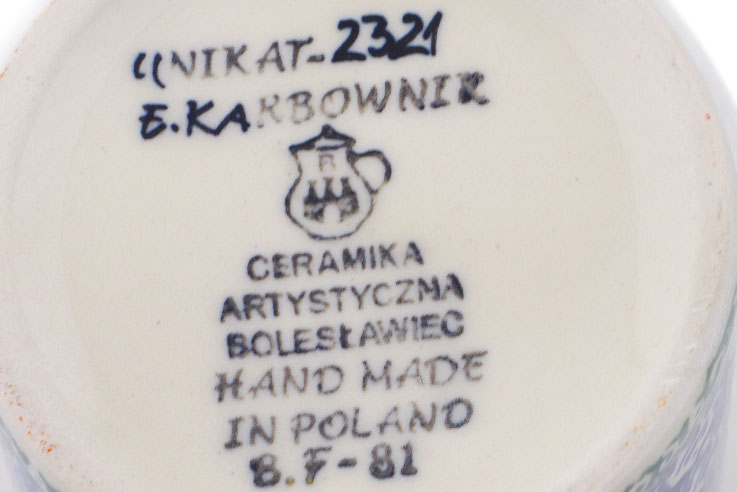 UNIKAT-2321
E.KARBOWNIK
B
CERAMIKA
ARTYSTYCZNA
BOLESŁAWIEC
HAND MADE
IN POLAND
B.F-81